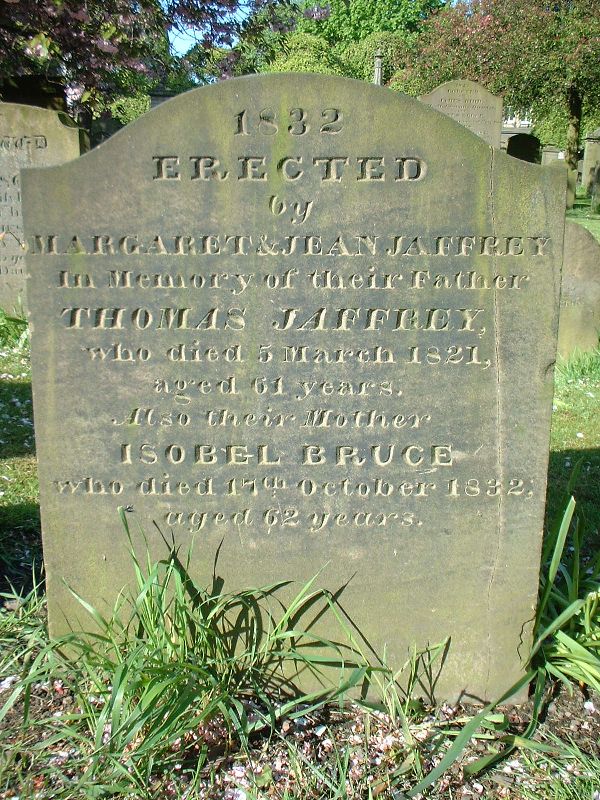 1832
ERECTED
by
MARGARET & JEAN JAFFREY
In Memory of their Father
THOMAS JAFFREY,
who died 5 March 1821,
aged 61 years.
Also their Mother
ISOBEL BRUCE
who died 17th October 1832,
aged 62 years.